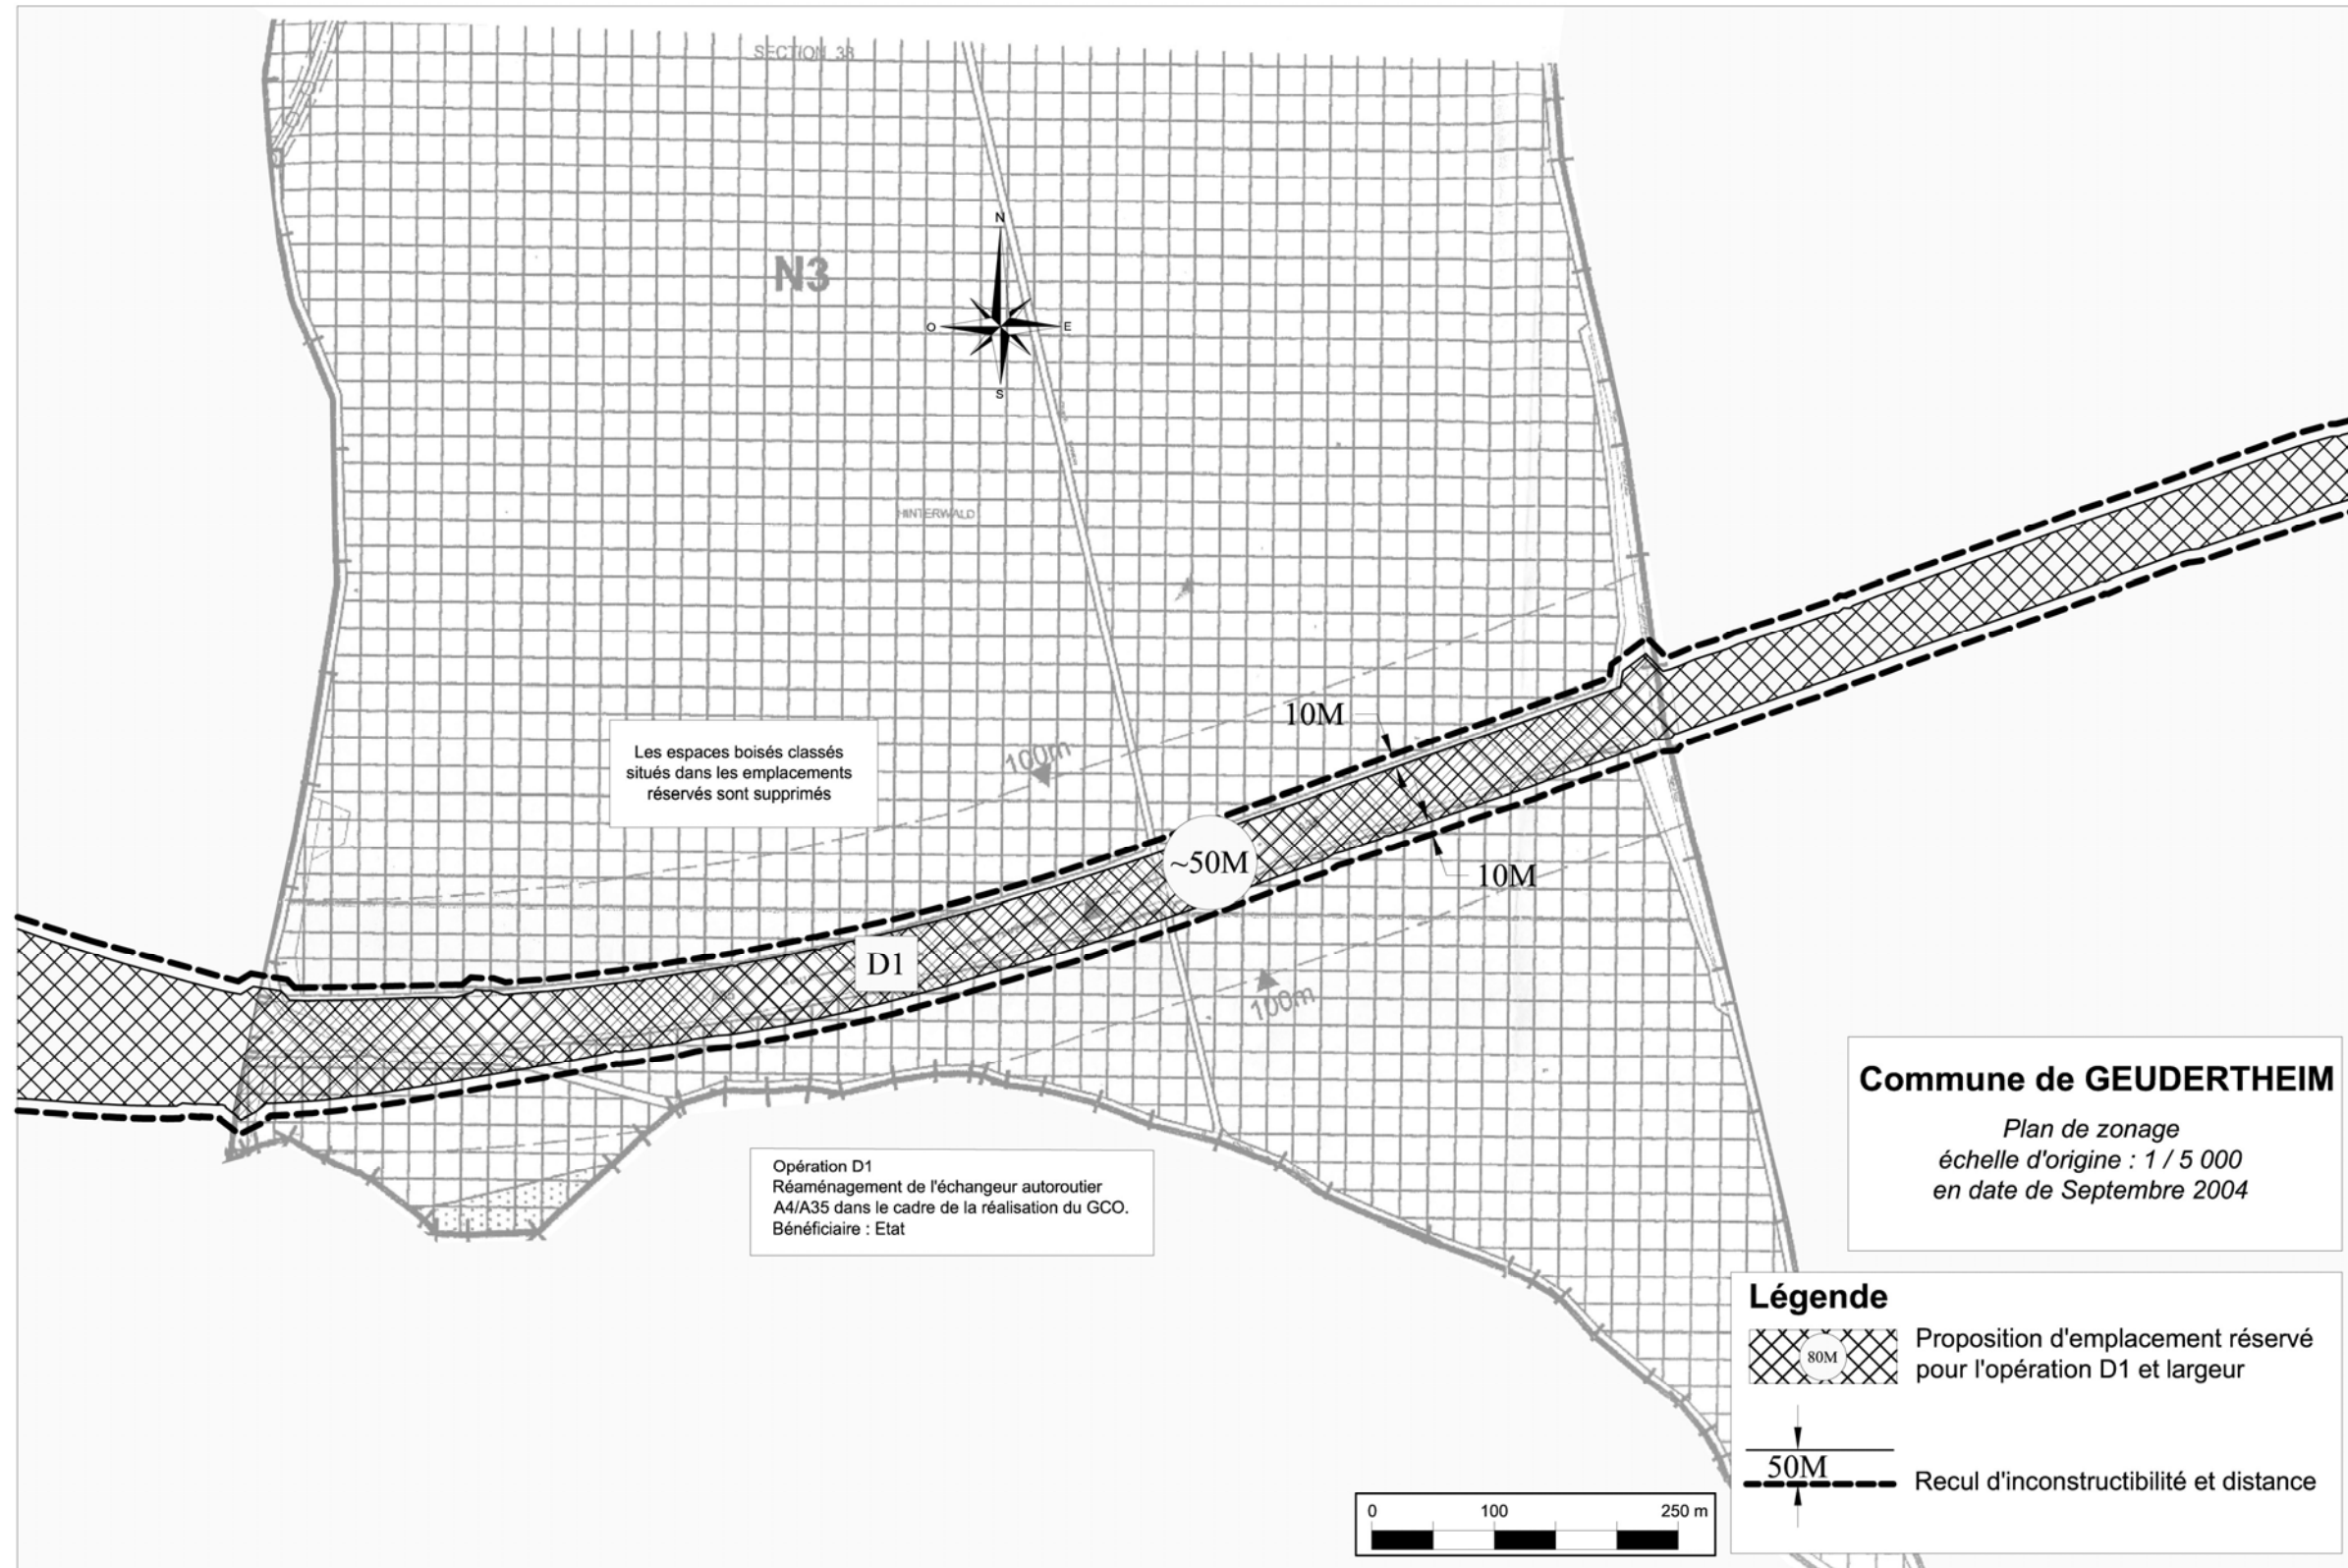 SECTION 33
N3
N
O
E
S
HINTERWALD
10M
Les espaces boisés classés
situés dans les emplacements
réservés sont supprimés
100m
~50M
10M
D1
100m
Commune de GEUDERTHEIM
Plan de zonage
échelle d'origine : 1 / 5 000
en date de Septembre 2004
Opération D1
Réaménagement de l'échangeur autoroutier
A4/A35 dans le cadre de la réalisation du GCO.
Bénéficiaire : Etat
Légende
80M
Proposition d'emplacement réservé
pour l'opération D1 et largeur
50M
Recul d'inconstructibilité et distance
0 100 250 m